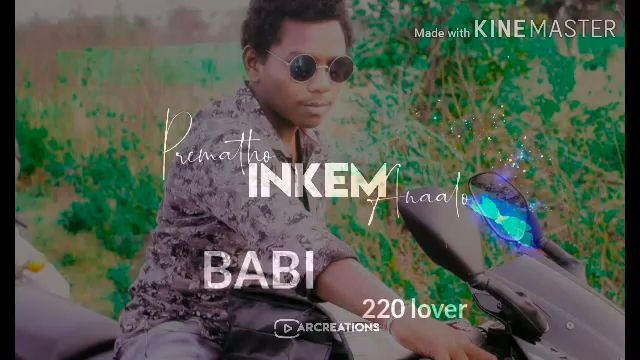 Made with KINEMASTER
Prematho
INKEM
Anaalo
BABI
220 lover
ARCREATIONS